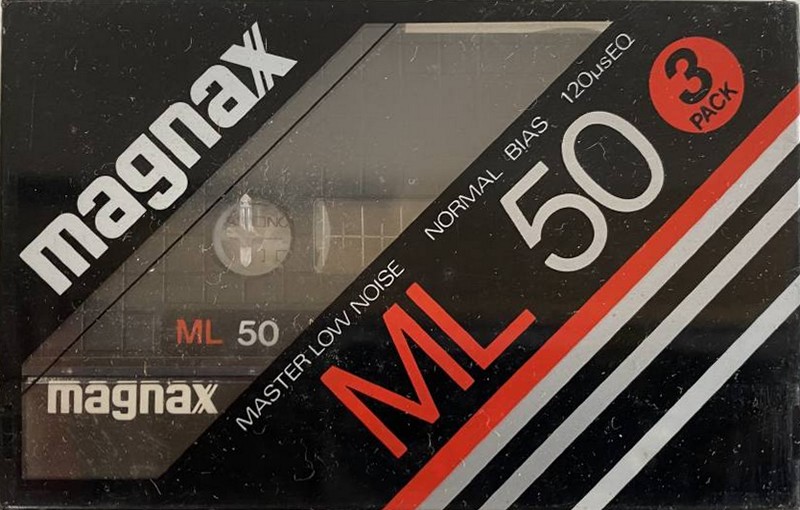 magnax
3
PACK
NORMAL BIAS 120µsEQ
50
MASTER LOW NOISE
ML
ML 50
magnax